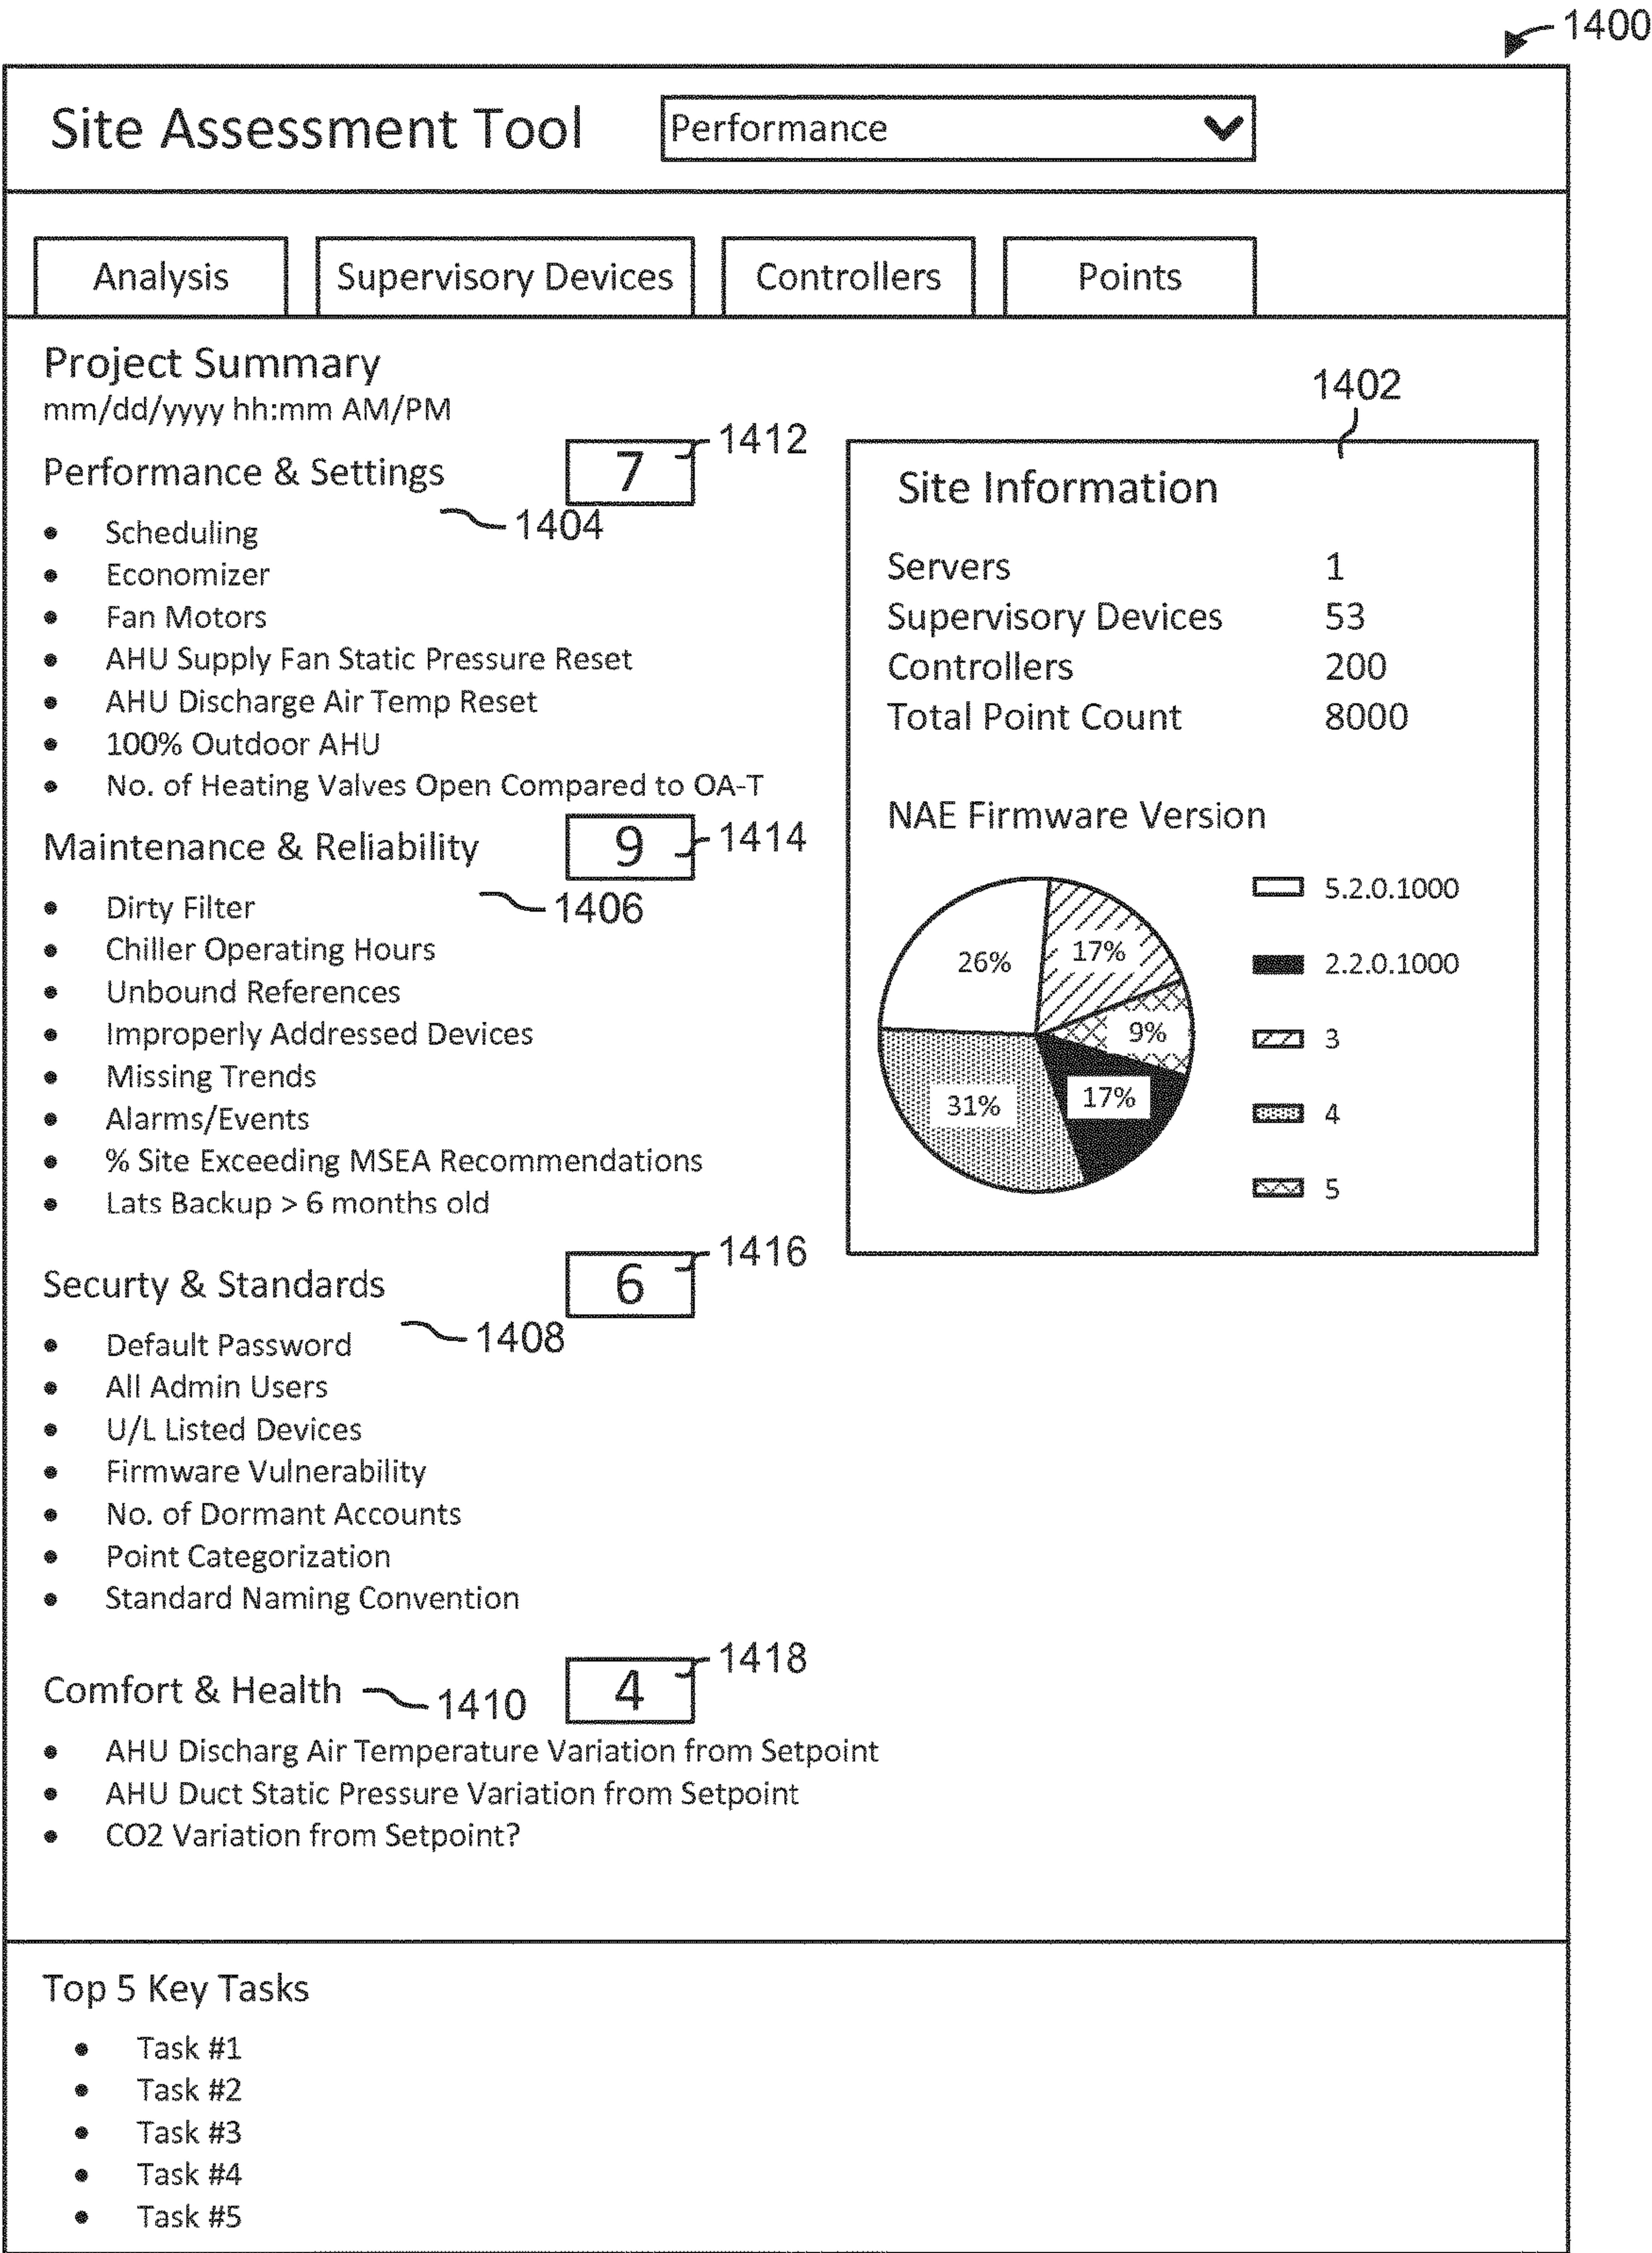 1400
Site Assessment Tool
Performance
Analysis
Supervisory Devices
Controllers
Points
Project Summary
mm/dd/yyyy hh:mm AM/PM
Performance & Settings
7
1412
1404
• Scheduling
• Economizer
• Fan Motors
• AHU Supply Fan Static Pressure Reset
• AHU Discharge Air Temp Reset
• 100% Outdoor AHU
• No. of Heating Valves Open Compared to OA-T
Maintenance & Reliability
9
1414
1406
• Dirty Filter
• Chiller Operating Hours
• Unbound References
• Improperly Addressed Devices
• Missing Trends
• Alarms/Events
• % Site Exceeding MSEA Recommendations
• Lats Backup > 6 months old
Securty & Standards
6
1416
1408
• Default Password
• All Admin Users
• U/L Listed Devices
• Firmware Vulnerability
• No. of Dormant Accounts
• Point Categorization
• Standard Naming Convention
Comfort & Health
1410
4
1418
• AHU Discharg Air Temperature Variation from Setpoint
• AHU Duct Static Pressure Variation from Setpoint
• CO2 Variation from Setpoint?
1402
Site Information
Servers 1
Supervisory Devices 53
Controllers 200
Total Point Count 8000
NAE Firmware Version
26%
17%
9%
17%
31%
5.2.0.1000
2.2.0.1000
3
4
5
Top 5 Key Tasks
• Task #1
• Task #2
• Task #3
• Task #4
• Task #5